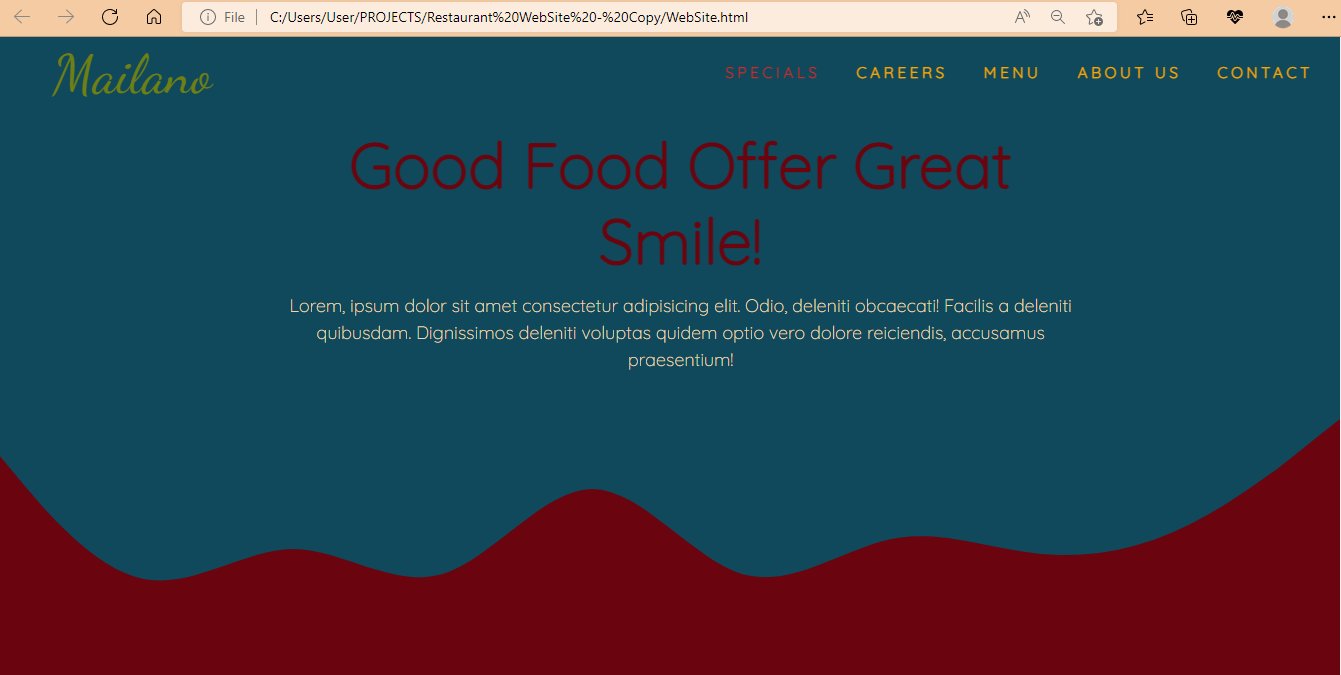 File C:/Users/User/PROJECTS/Restaurant%20WebSite%20-%20Copy/WebSite.html
Mailano
SPECIALS CAREERS MENU ABOUT US CONTACT
Good Food Offer Great
Smile!
Lorem, ipsum dolor sit amet consectetur adipisicing elit. Odio, deleniti obcaecati! Facilis a deleniti
quibusdam. Dignissimos deleniti voluptas quidem optio vero dolore reiciendis, accusamus
praesentium!